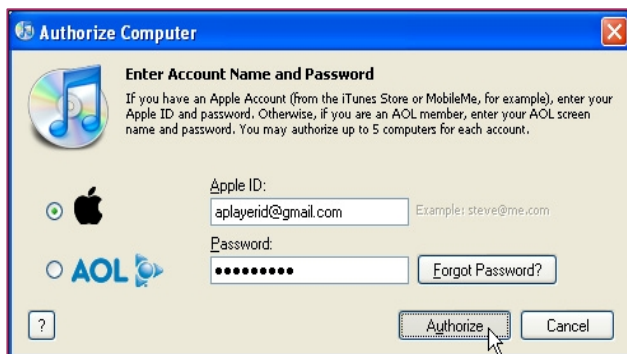 Authorize Computer
Enter Account Name and Password
If you have an Apple Account (from the iTunes Store or MobileMe, for example), enter your
Apple ID and password. Otherwise, if you are an AOL member, enter your AOL screen
name and password. You may authorize up to 5 computers for each account.
Apple ID:
aplayerid@gmail.com Example: steve@me.com
Password:
AOL ●●●●●●●●● Forgot Password?
? Authorize Cancel